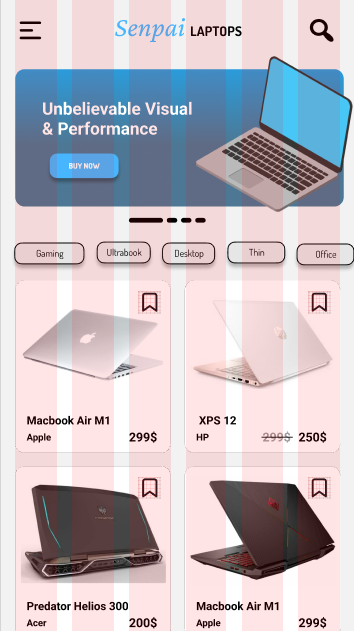 Senpai LAPTOPS
Unbelievable Visual
& Performance
BUY NOW
Gaming Ultrabook Desktop Thin Office
Macbook Air M1
Apple 299$
XPS 12
HP 299$ 250$
Predator Helios 300
Acer 200$
Macbook Air M1
Apple 299$